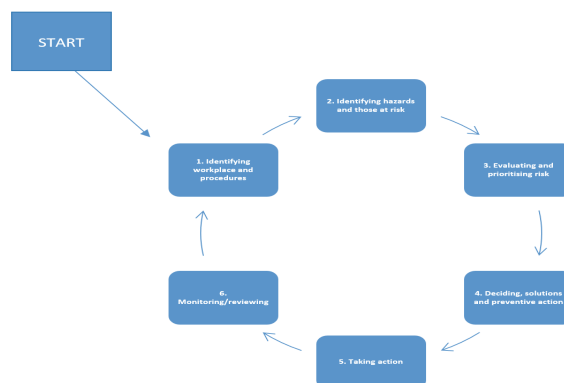 START
2. Identifying hazards
and those at risk
1. Identifying
workplace and
procedures
3. Evaluating and
prioritising risk
6.
Monitoring/reviewing
4. Deciding, solutions
and preventive action
5. Taking action